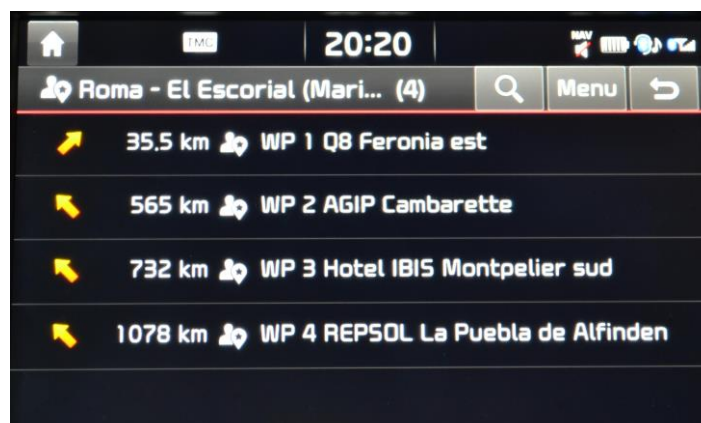 TMC 20:20 NAV
Roma - El Escorial (Mari... (4) Menu
35.5 km WP 1 Q8 Feronia est
565 km WP 2 AGIP Cambarette
732 km WP 3 Hotel IBIS Montpelier sud
1078 km WP 4 REPSOL La Puebla de Alfinden